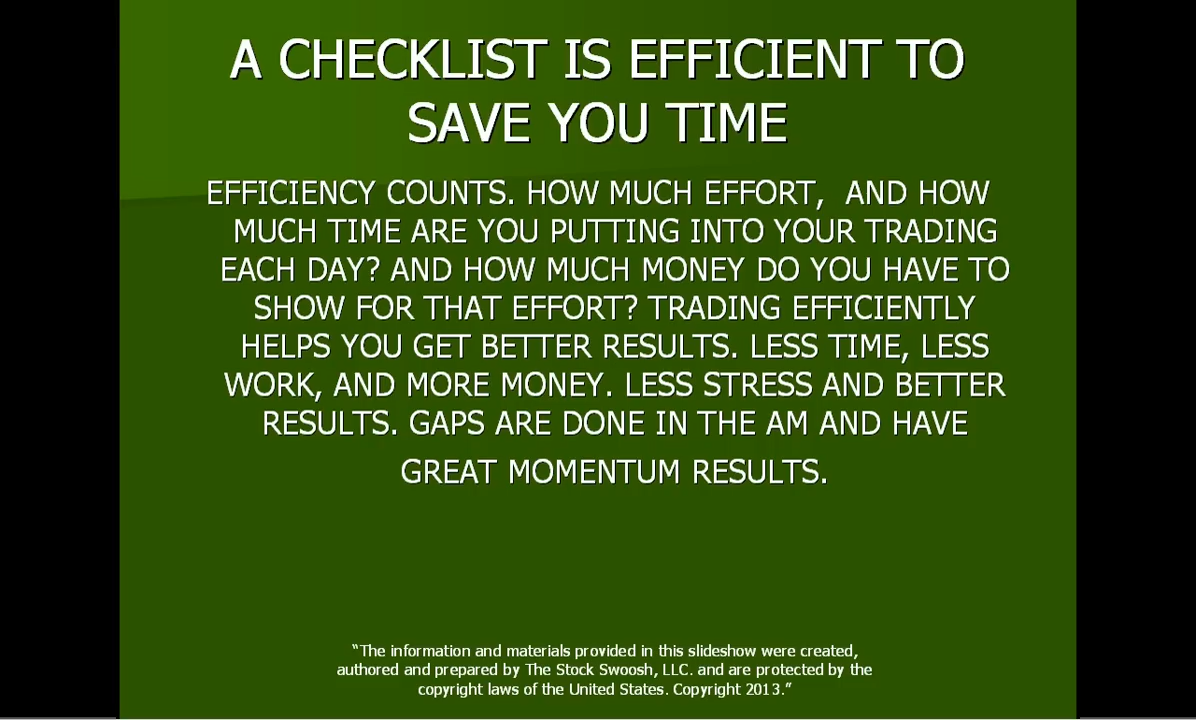 A CHECKLIST IS EFFICIENT TO
SAVE YOU TIME
EFFICIENCY COUNTS. HOW MUCH EFFORT,  AND HOW
MUCH TIME ARE YOU PUTTING INTO YOUR TRADING
EACH DAY? AND HOW MUCH MONEY DO YOU HAVE TO
SHOW FOR THAT EFFORT? TRADING EFFICIENTLY
HELPS YOU GET BETTER RESULTS. LESS TIME, LESS
WORK, AND MORE MONEY. LESS STRESS AND BETTER
RESULTS. GAPS ARE DONE IN THE AM AND HAVE
GREAT MOMENTUM RESULTS.
“The information and materials provided in this slideshow were created,
authored and prepared by The Stock Swoosh, LLC. and are protected by the
copyright laws of the United States. Copyright 2013.”